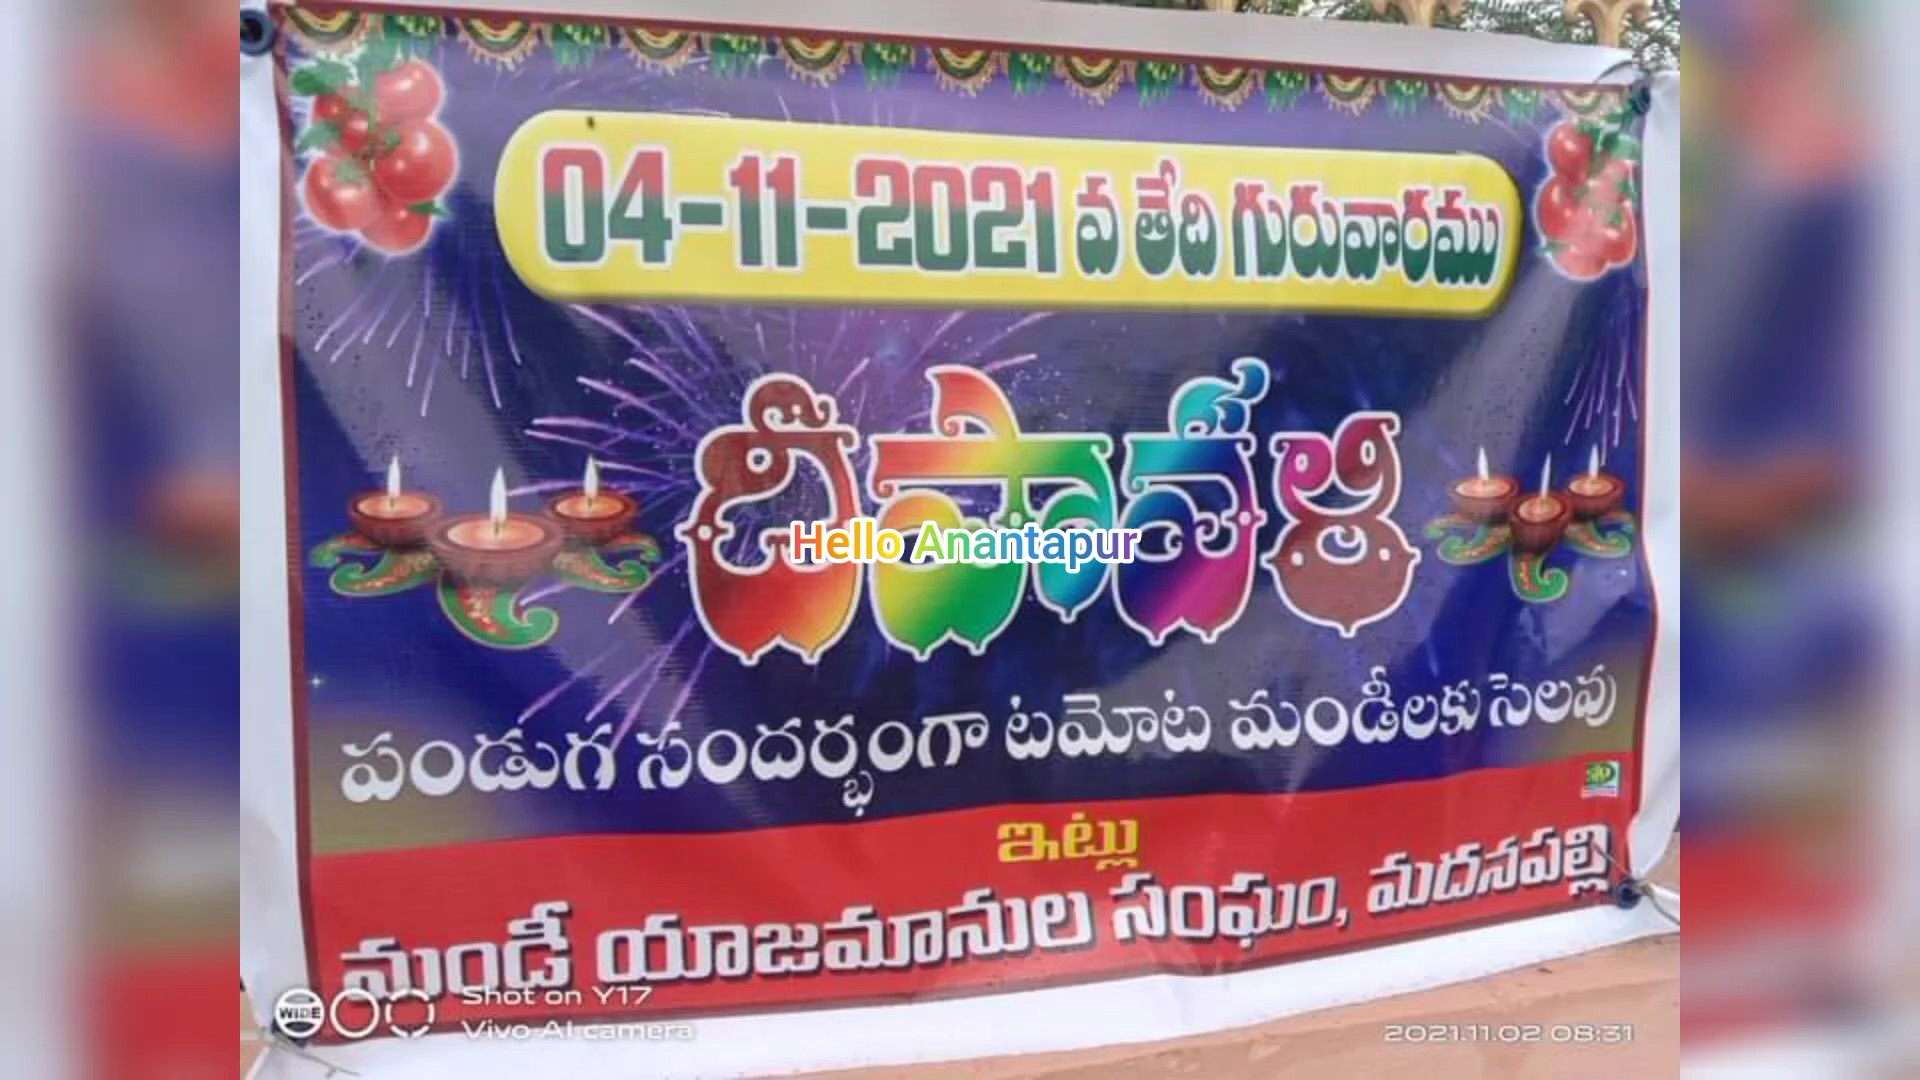 04-11-2021 వ తేది గురువారము
దీపావళి
Hello Anantapur
పండుగ సందర్భంగా టమోట మండీలకు సెలవు
ఇట్లు
మండీ యాజమానుల సంఘం, మదనపల్లి
WIDE
Shot on Y17
Vivo AI camera
2021.11.02 08:31